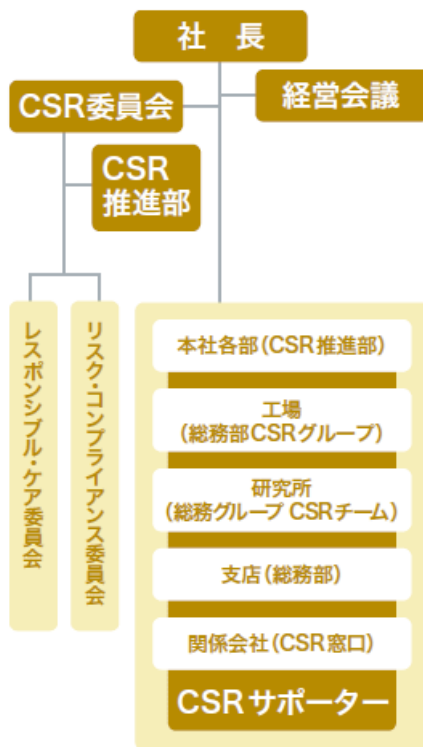 社 長
経営会議
CSR委員会
CSR
推進部
レスポンシブル・ケア委員会
リスク・コンプライアンス委員会
本社各部(CSR推進部)
工場
(総務部CSRグループ)
研究所
(総務グループ CSRチーム)
支店(総務部)
関係会社(CSR窓口)
CSRサポーター